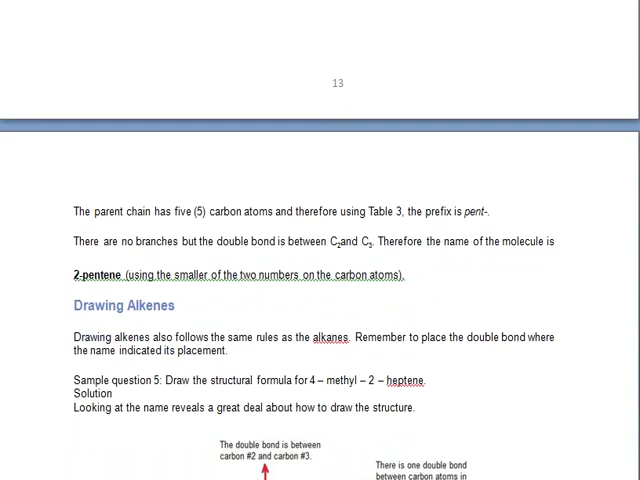 13
The parent chain has five (5) carbon atoms and therefore using Table 3, the prefix is pent-.
There are no branches but the double bond is between C2and C3. Therefore the name of the molecule is
2-pentene (using the smaller of the two numbers on the carbon atoms).
Drawing Alkenes
Drawing alkenes also follows the same rules as the alkanes. Remember to place the double bond where
the name indicated its placement.
Sample question 5: Draw the structural formula for 4 – methyl – 2 – heptene.
Solution
Looking at the name reveals a great deal about how to draw the structure.
The double bond is between
carbon #2 and carbon #3.
There is one double bond
between carbon atoms in